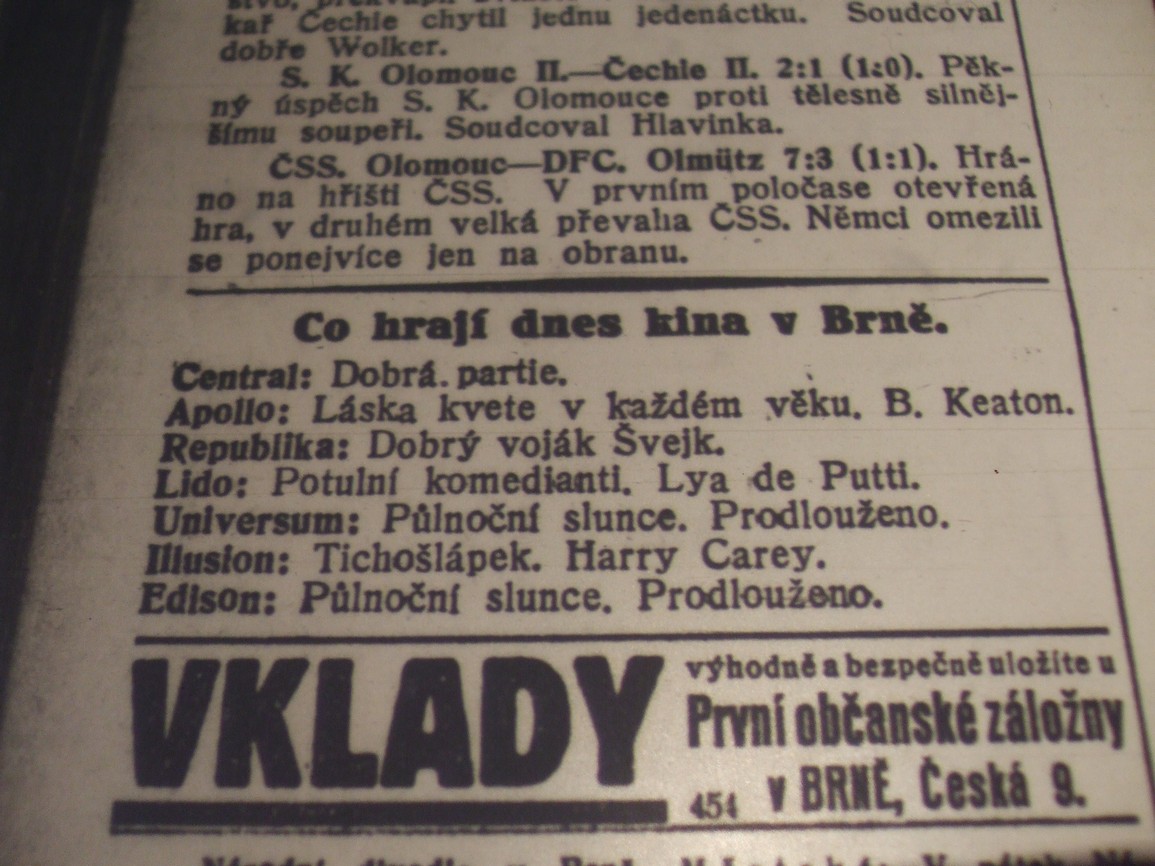 kař Čechie chytil jednu jedenáctku. Soudcoval
dobře Wolker.
S. K. Olomouc II.—Čechie II. 2:1 (1:0). Pěk-
ný úspěch S. K. Olomouce proti tělesně silněj-
šímu soupeři. Soudcoval Hlavinka.
ČSS. Olomouc—DFC. Olmütz 7:3 (1:1). Hrá-
no na hřišti ČSS. V prvním poločase otevřená
hra, v druhém velká převaha ČSS. Němci omezili
se ponejvíce jen na obranu.
Co hrají dnes kina v Brně.
Central: Dobrá partie.
Apollo: Láska kvete v každém věku. B. Keaton.
Republika: Dobrý voják Švejk.
Lido: Potulní komedianti. Lya de Putti.
Universum: Půlnoční slunce. Prodlouženo.
Illusion: Tichošlápek. Harry Carey.
Edison: Půlnoční slunce. Prodlouženo.
VKLADY
výhodně a bezpečně uložíte u
První občanské záložny
454 v BRNĚ, Česká 9.